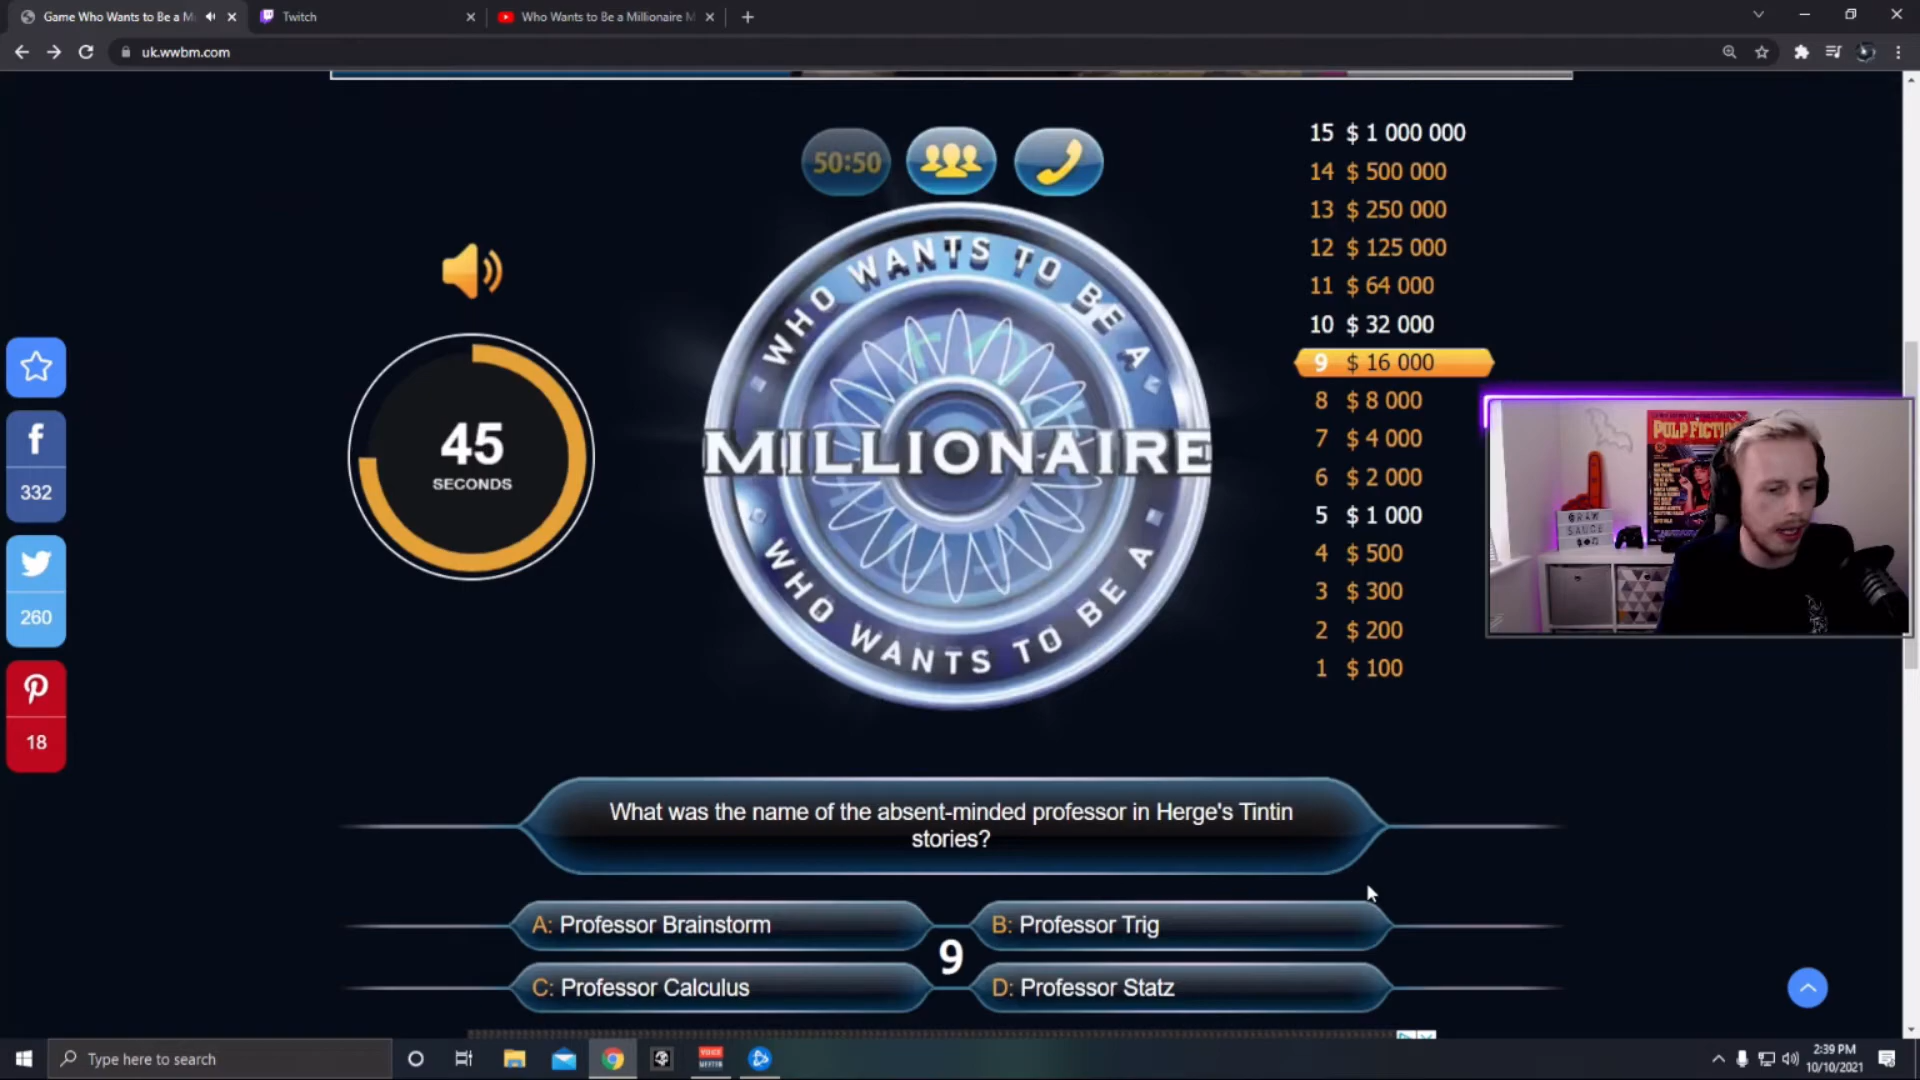 Game Who Wants to Be a M
Twitch
Who Wants to Be a Millionaire M
uk.wwbm.com
50:50
15 $ 1 000 000
14 $ 500 000
13 $ 250 000
12 $ 125 000
11 $ 64 000
10 $ 32 000
9 $ 16 000
8 $ 8 000
7 $ 4 000
6 $ 2 000
5 $ 1 000
4 $ 500
3 $ 300
2 $ 200
1 $ 100
45
SECONDS
WHO WANTS TO BE A
MILLIONAIRE
WHO WANTS TO BE A
332
260
18
PULP FICTION
SAUCE
What was the name of the absent-minded professor in Herge's Tintin
stories?
A: Professor Brainstorm
B: Professor Trig
9
C: Professor Calculus
D: Professor Statz
Type here to search
VOICE
MEETER
2:39 PM
10/10/2021